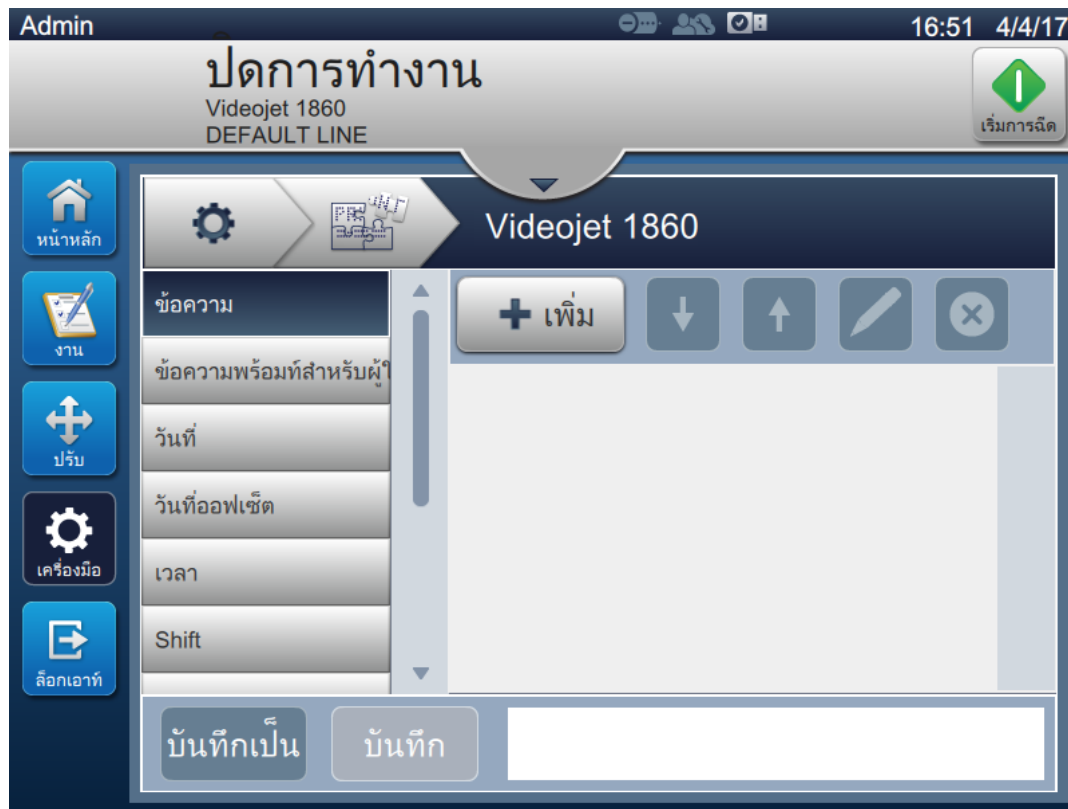 Admin 16:51 4/4/17
ปิดการทำงาน
Videojet 1860
DEFAULT LINE
เริ่มการฉีด
หน้าหลัก
งาน
ปรับ
เครื่องมือ
ล็อกเอาท์
Videojet 1860
ข้อความ
ข้อความพร้อมท์สำหรับผู้ใ
วันที่
วันที่ออฟเซ็ต
เวลา
Shift
เพิ่ม
บันทึกเป็น
บันทึก